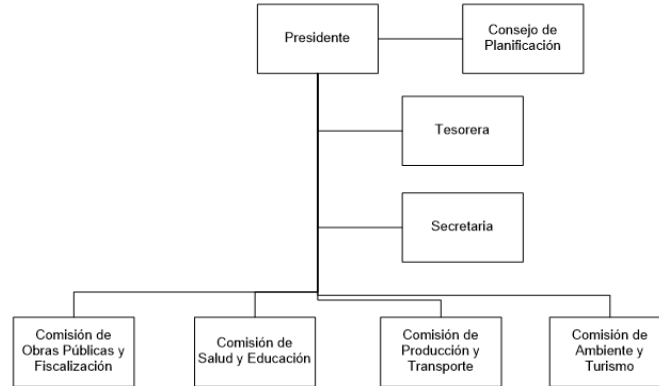 Presidente
Consejo de
Planificación
Tesorera
Secretaria
Comisión de
Obras Públicas y
Fiscalización
Comisión de
Salud y Educación
Comisión de
Producción y
Transporte
Comisión de
Ambiente y
Turismo